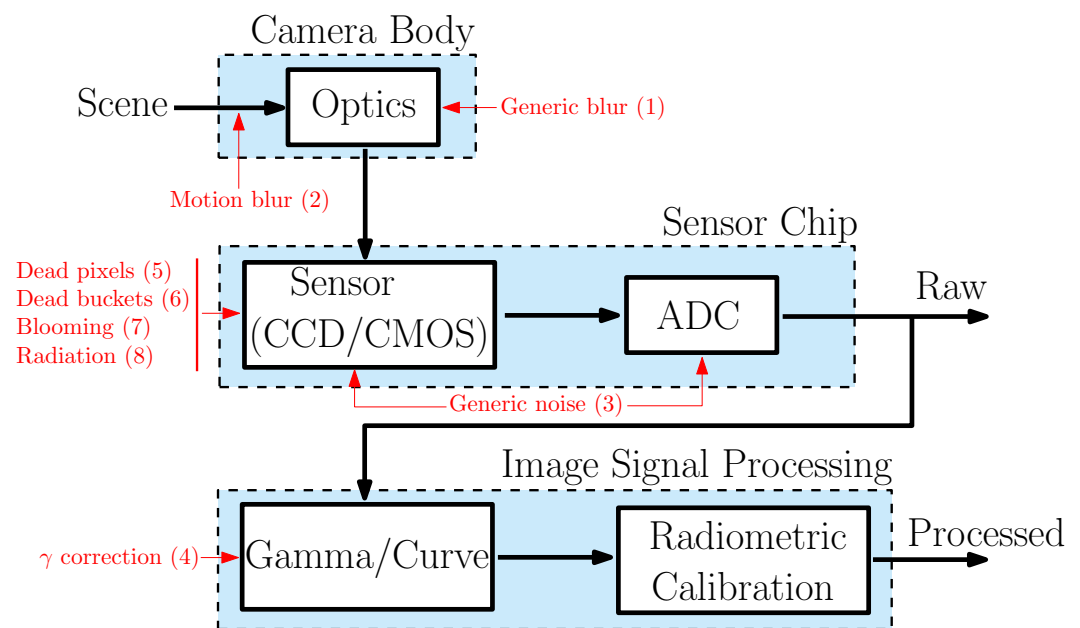 Camera Body
Scene
Optics
Generic blur (1)
Motion blur (2)
Sensor Chip
Dead pixels (5)
Dead buckets (6)
Blooming (7)
Radiation (8)
Sensor
(CCD/CMOS)
ADC
Raw
Generic noise (3)
Image Signal Processing
γ correction (4)
Gamma/Curve
Radiometric
Calibration
Processed